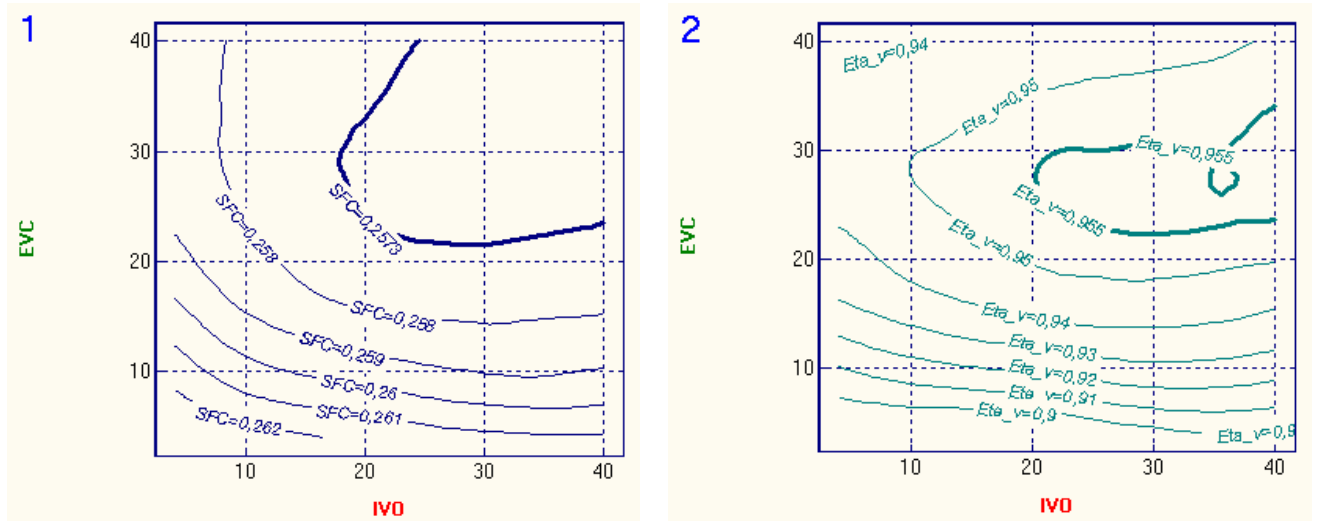 1
40
30
20
10
EVC
SFC=0,2573
SFC=0,258
SFC=0,258
SFC=0,259
SFC=0,26
SFC=0,261
SFC=0,262
10
20
30
40
IVO
2
40
30
20
10
EVC
Eta_v=0,94
Eta_v=0,95
Eta_v=0,955
Eta_v=0,955
Eta_v=0,95
Eta_v=0,94
Eta_v=0,93
Eta_v=0,92
Eta_v=0,91
Eta_v=0,9
Eta_v=0,9
10
20
30
40
IVO